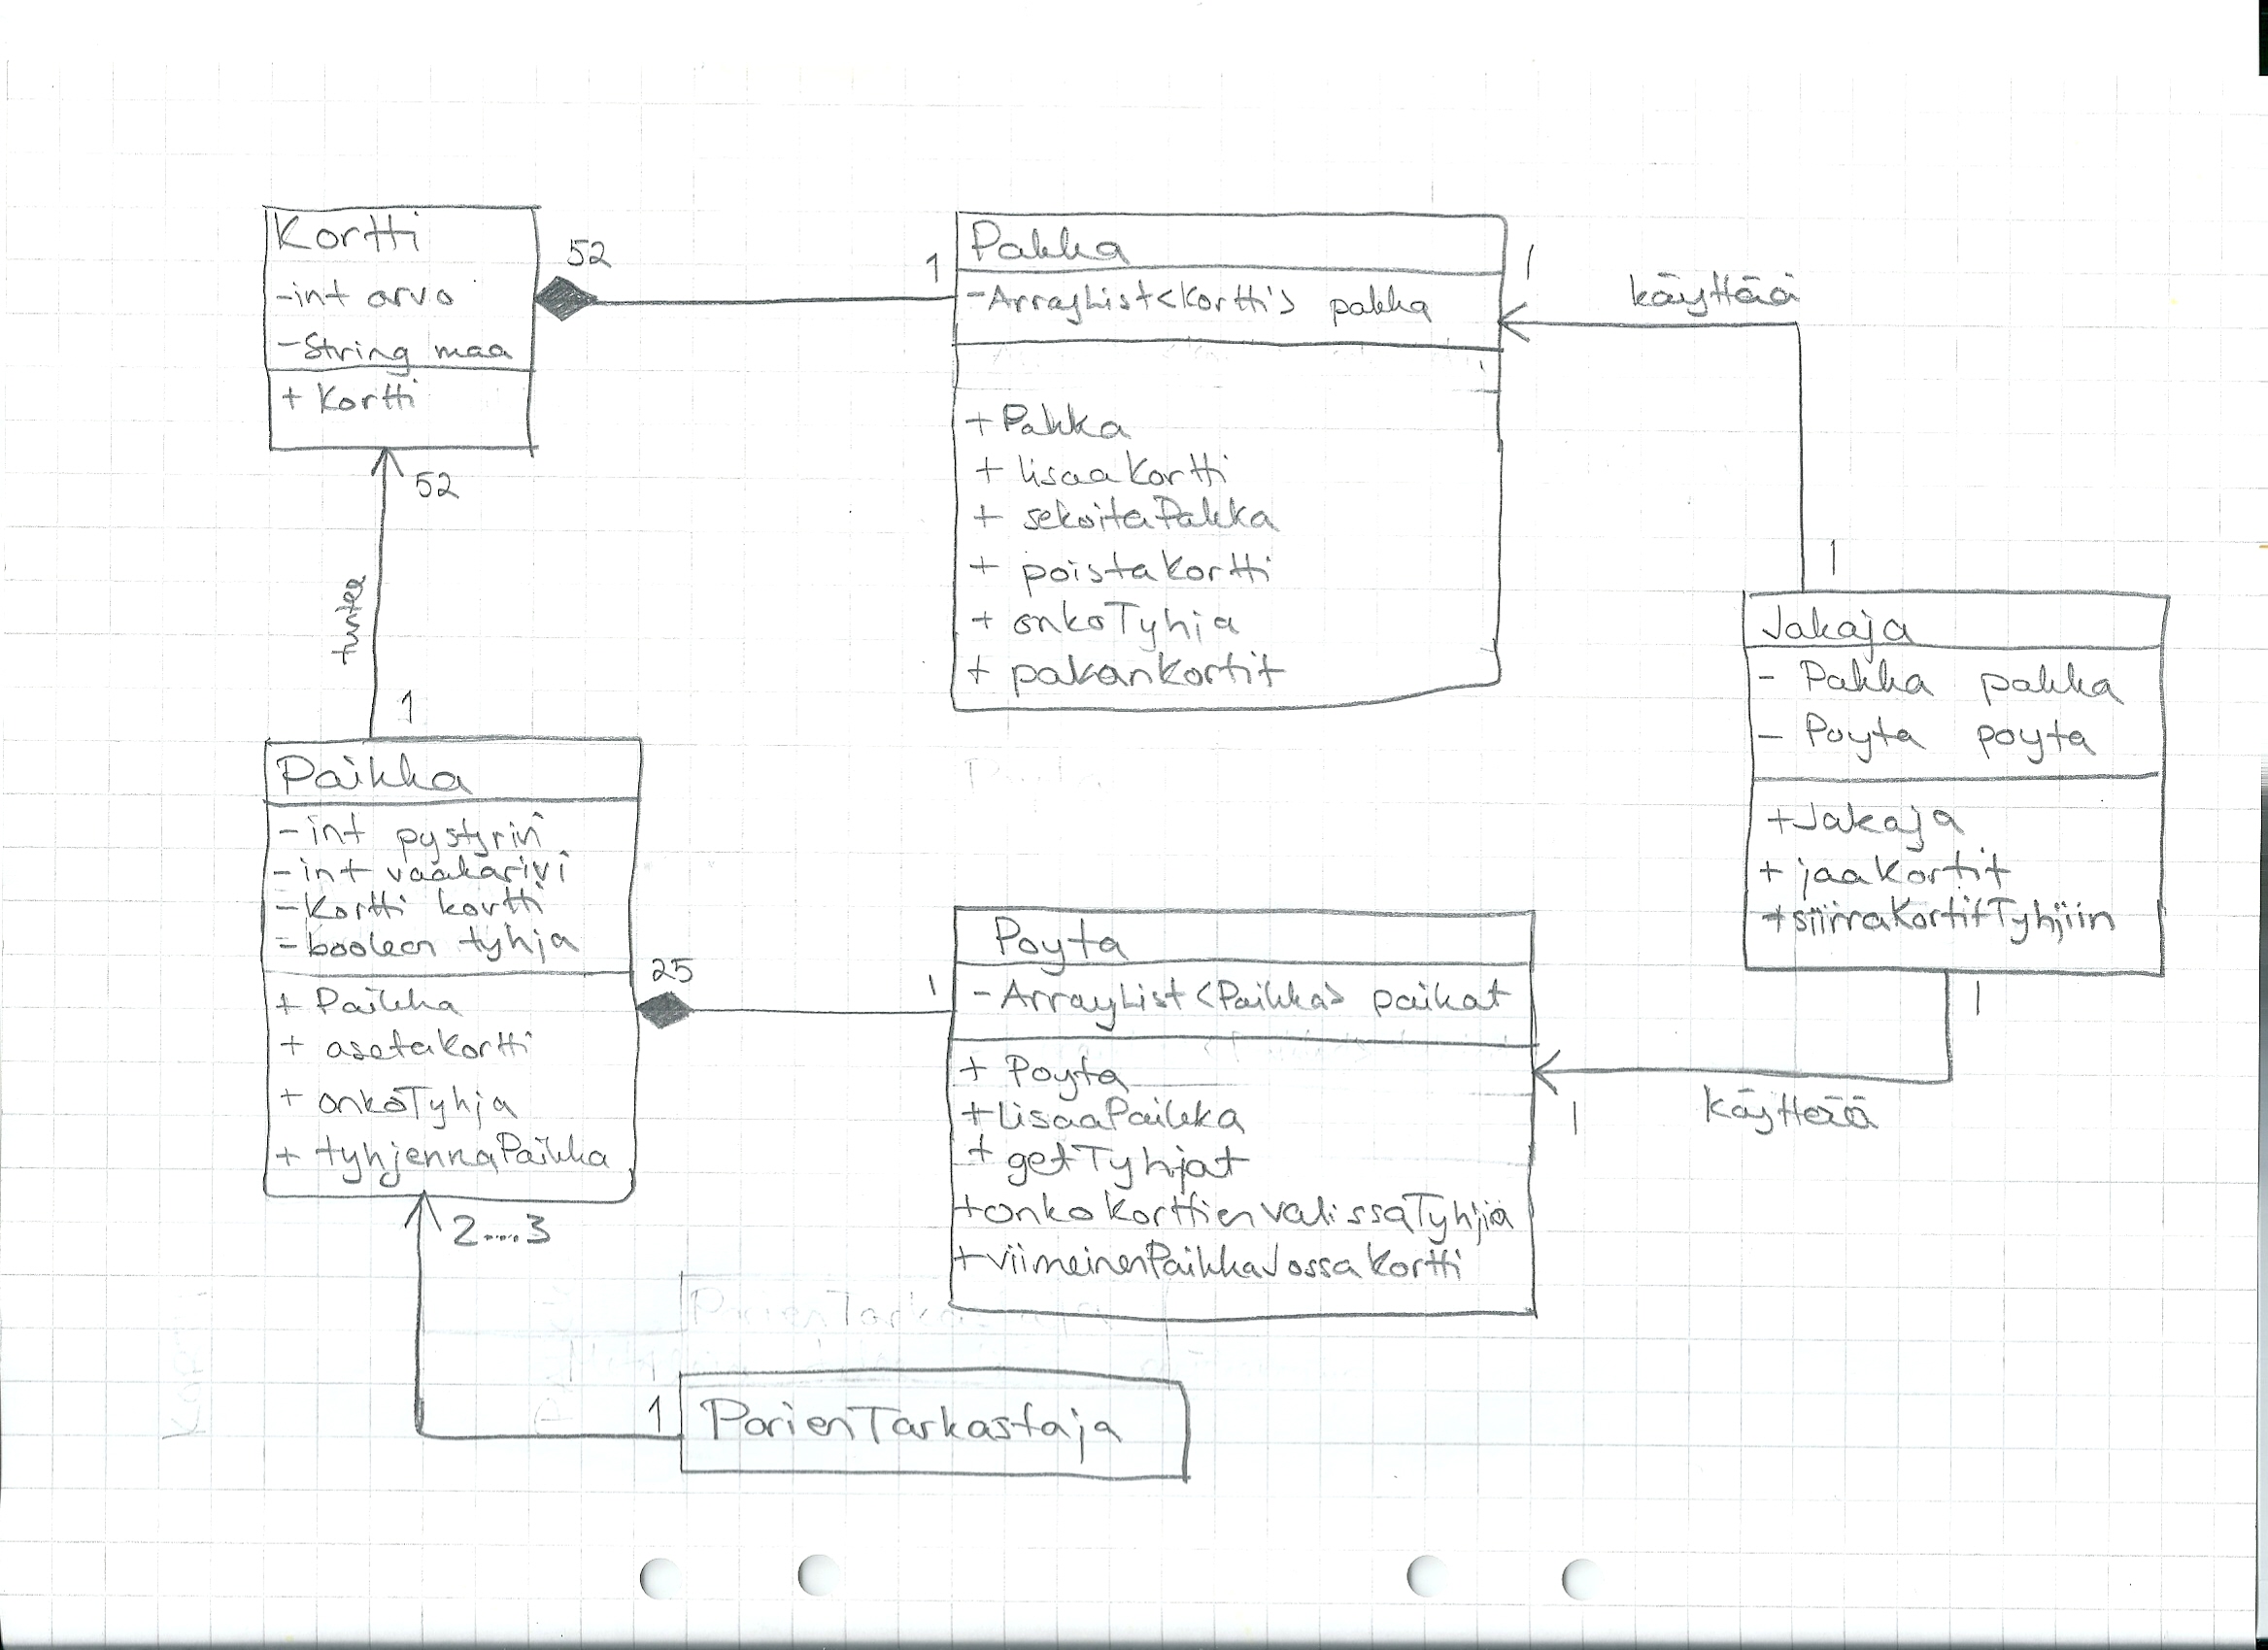 Kortti
-int arvo
-String maa
+ Kortti
52
1
Pakka
-ArrayList<Kortti> pakka
+ Pakka
+ lisaaKortti
+ sekoitaPakka
+ poistaKortti
+ onkoTyhja
+ pakanKortit
1
käyttää
1
Jakaja
- Pakka pakka
- Poyta poyta
+Jakaja
+ jaaKortit
+siirraKortitTyhjiin
1
52
tuntee
1
Paikka
-int pystyrivi
-int vaakarivi
-Kortti kortti
-boolean tyhja
+ Paikka
+ asetaKortti
+ onkoTyhja
+ tyhjennaPaikka
25
1
Poyta
- ArrayList<Paikka> paikat
+ Poyta
+lisaaPaikka
+ getTyhjat
+onkoKorttienValissaTyhjia
+viimeinenPaikkaJossaKortti
1
käyttää
2....3
1
ParienTarkastaja